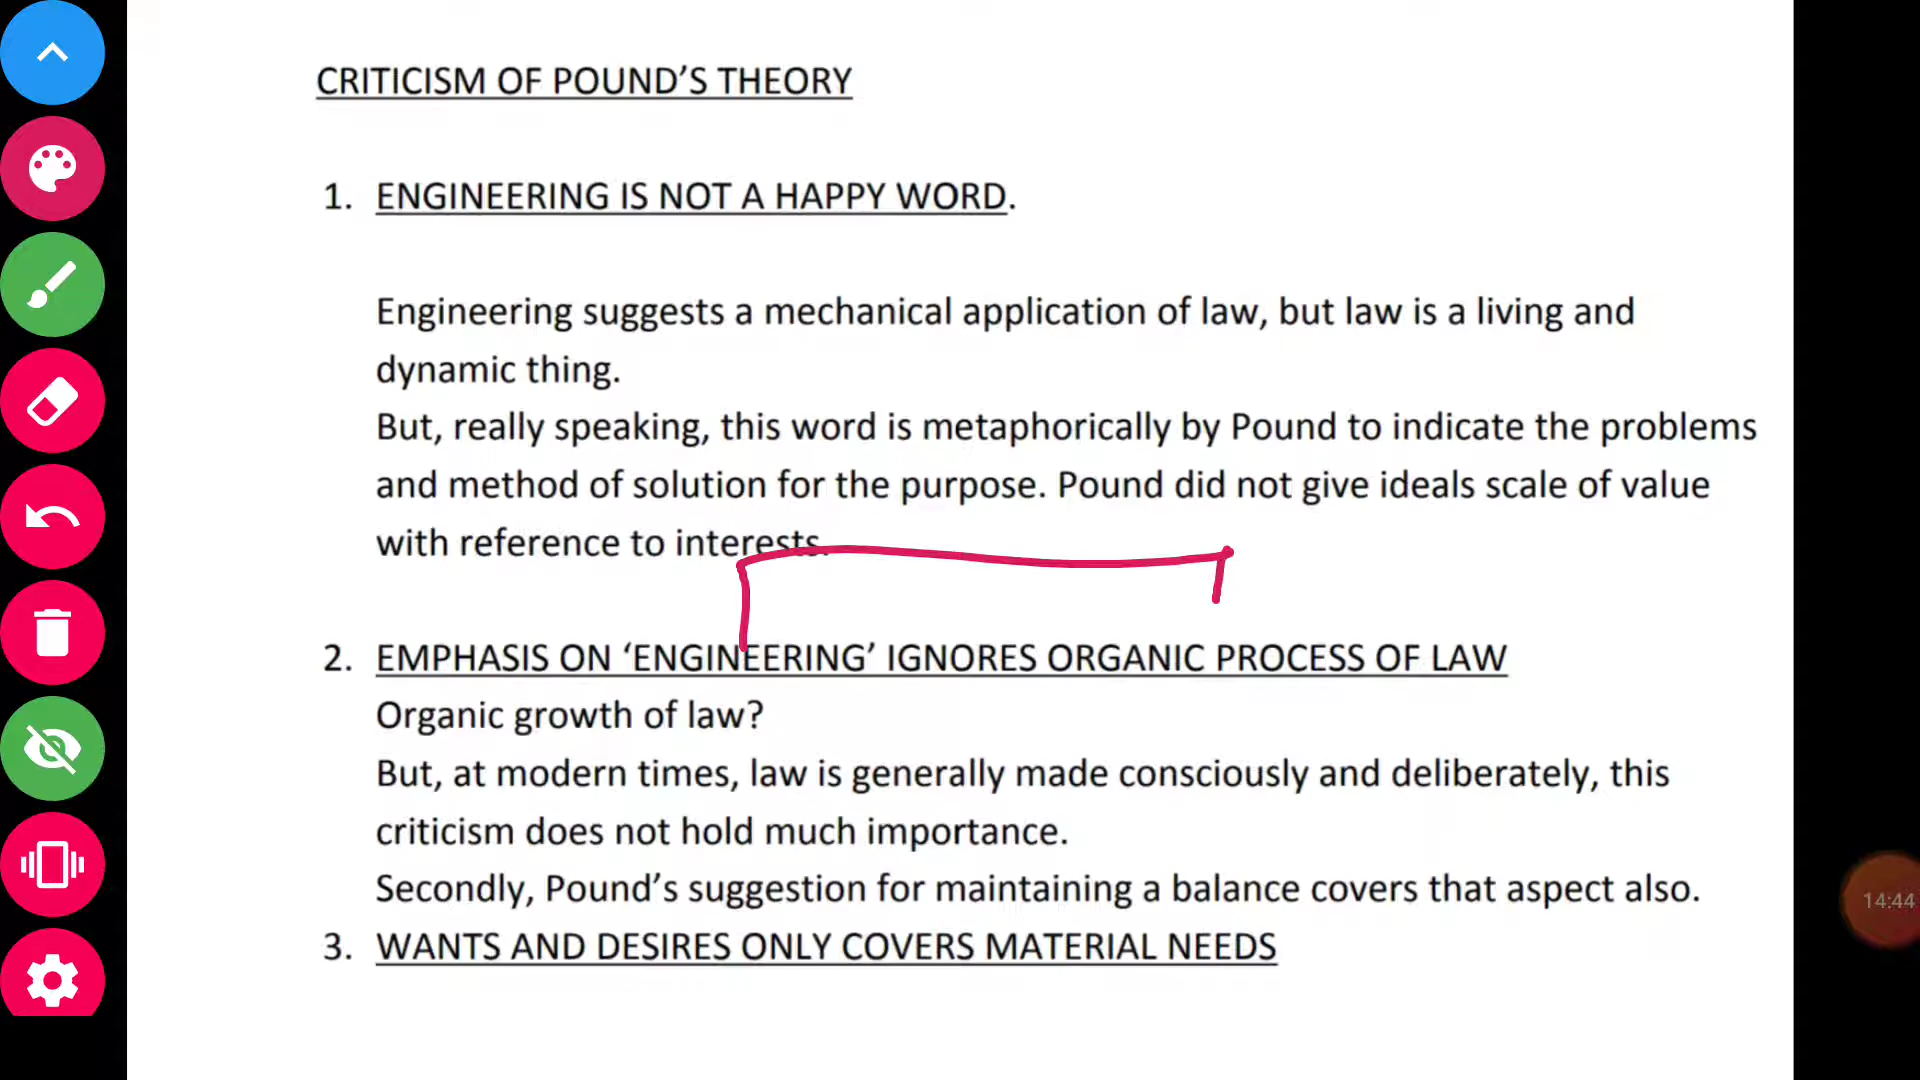 CRITICISM OF POUND’S THEORY
1. ENGINEERING IS NOT A HAPPY WORD.
Engineering suggests a mechanical application of law, but law is a living and
dynamic thing.
But, really speaking, this word is metaphorically by Pound to indicate the problems
and method of solution for the purpose. Pound did not give ideals scale of value
with reference to interests.
2. EMPHASIS ON ‘ENGINEERING’ IGNORES ORGANIC PROCESS OF LAW
Organic growth of law?
But, at modern times, law is generally made consciously and deliberately, this
criticism does not hold much importance.
Secondly, Pound’s suggestion for maintaining a balance covers that aspect also.
3. WANTS AND DESIRES ONLY COVERS MATERIAL NEEDS
14:44